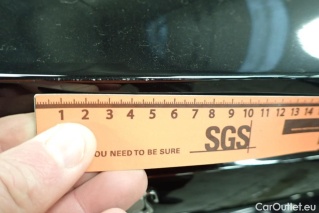 1 2 3 4 5 6 7 8 9 10 11 12 13 14
YOU NEED TO BE SURE
SGS
© CarOutlet.eu